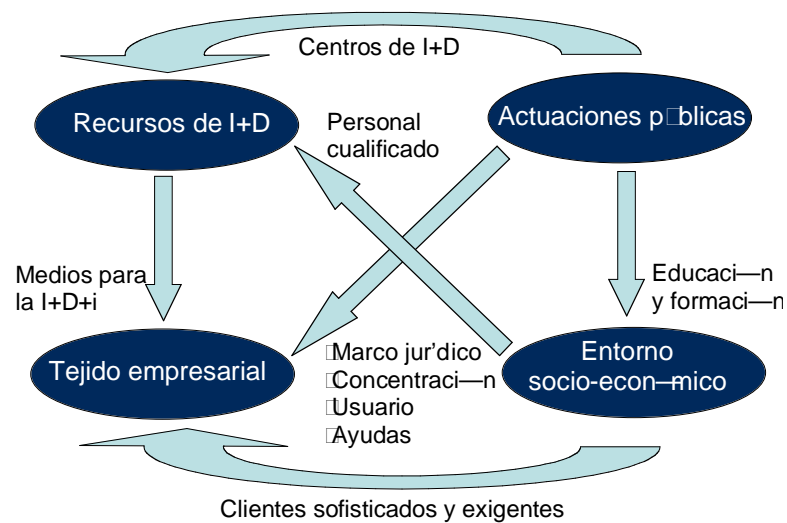 Centros de I+D
Recursos de I+D
Personal
cualificado
Actuaciones p□blicas
Medios para
la I+D+i
Educaci—n
y formaci—n
Tejido empresarial
□Marco jur’dico
□Concentraci—n
□Usuario
□Ayudas
Entorno
socio-econ—mico
Clientes sofisticados y exigentes